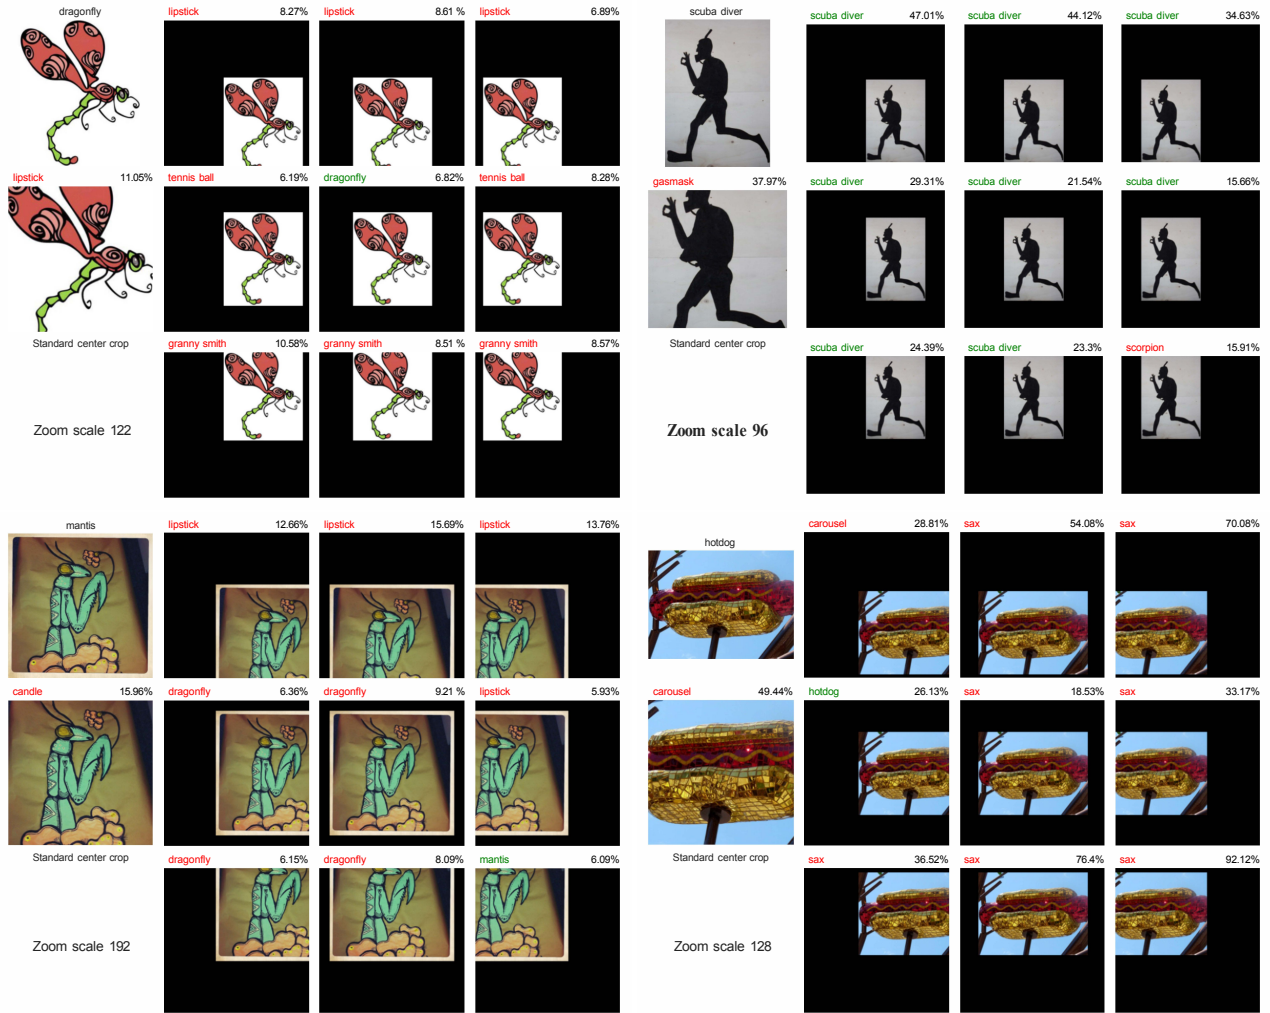 dragonfly
lipstick 8.27%
lipstick 8.61 %
lipstick 6.89%
lipstick 11.05%
tennis ball 6.19%
dragonfly 6.82%
tennis ball 8.28%
Standard center crop
granny smith 10.58%
granny smith 8.51 %
granny smith 8.57%
Zoom scale 122
scuba diver
scuba diver 47.01%
scuba diver 44.12%
scuba diver 34.63%
gasmask 37.97%
scuba diver 29.31%
scuba diver 21.54%
scuba diver 15.66%
Standard center crop
scuba diver 24.39%
scuba diver 23.3%
scorpion 15.91%
Zoom scale 96
mantis
lipstick 12.66%
lipstick 15.69%
lipstick 13.76%
candle 15.96%
dragonfly 6.36%
dragonfly 9.21 %
lipstick 5.93%
Standard center crop
dragonfly 6.15%
dragonfly 8.09%
mantis 6.09%
Zoom scale 192
hotdog
carousel 28.81%
sax 54.08%
sax 70.08%
carousel 49.44%
hotdog 26.13%
sax 18.53%
sax 33.17%
Standard center crop
sax 36.52%
sax 76.4%
sax 92.12%
Zoom scale 128